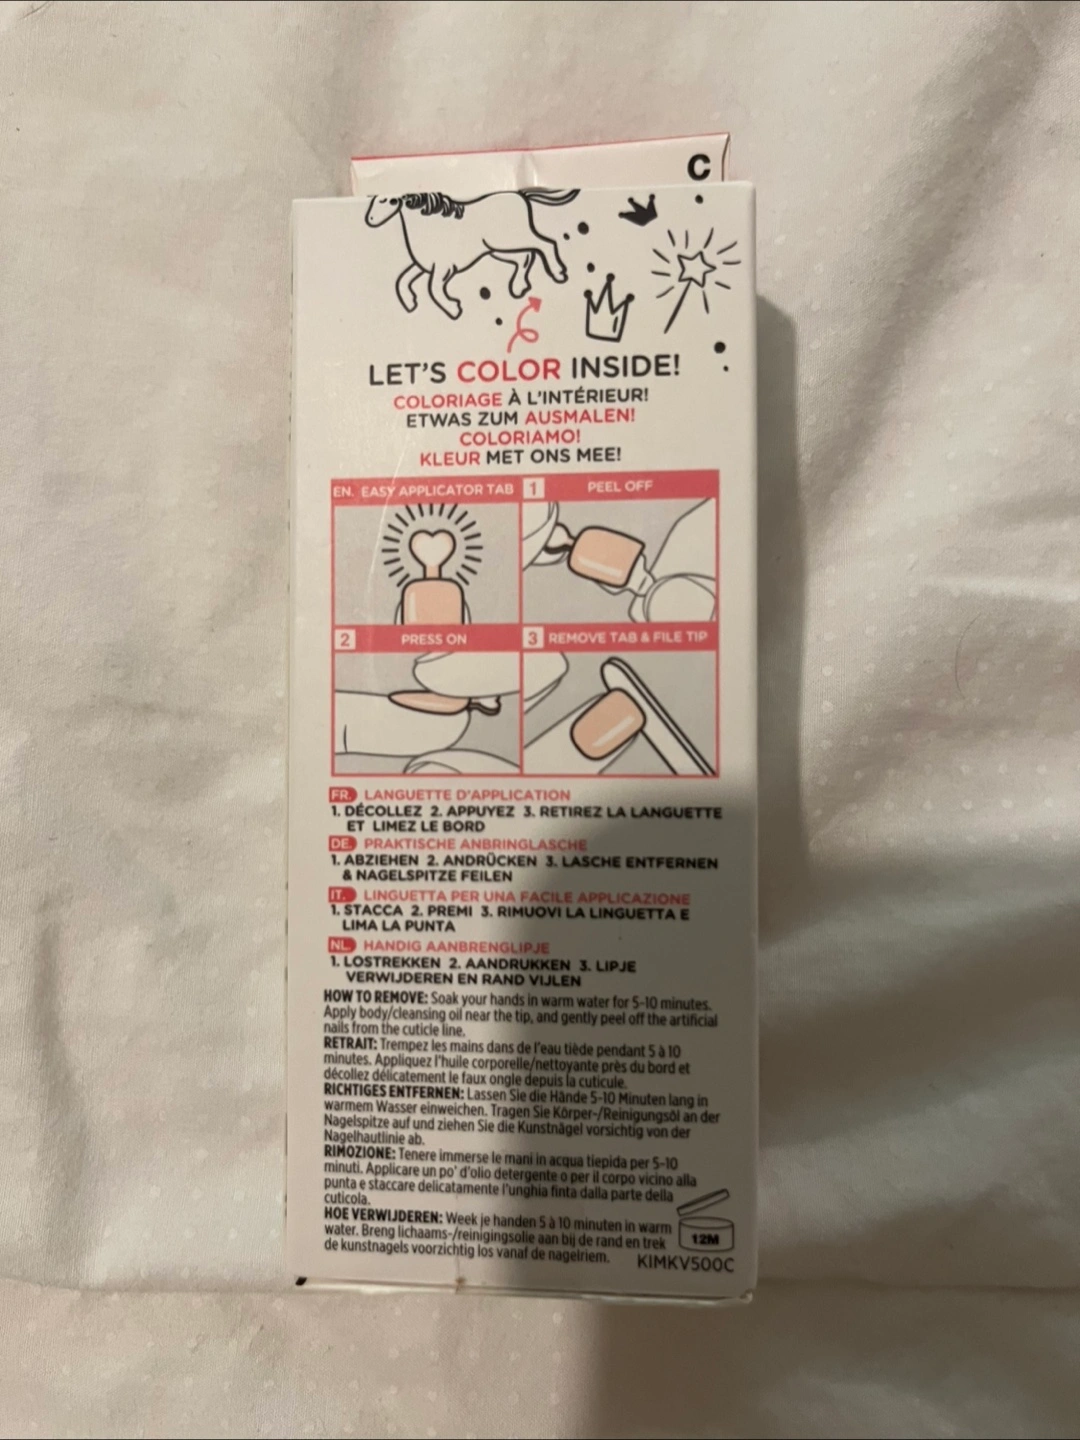 C
LET'S COLOR INSIDE!
COLORIAGE À L'INTÉRIEUR!
ETWAS ZUM AUSMALEN!
COLORIAMO!
KLEUR MET ONS MEE!
EN. EASY APPLICATOR TAB
1 PEEL OFF
2 PRESS ON
3 REMOVE TAB & FILE TIP
FR. LANGUETTE D'APPLICATION
1. DÉCOLLEZ 2. APPUYEZ 3. RETIREZ LA LANGUETTE
ET LIMEZ LE BORD
DE. PRAKTISCHE ANBRINGLASCHE
1. ABZIEHEN 2. ANDRÜCKEN 3. LASCHE ENTFERNEN
& NAGELSPITZE FEILEN
IT. LINGUETTA PER UNA FACILE APPLICAZIONE
1. STACCA 2. PREMI 3. RIMUOVI LA LINGUETTA E
LIMA LA PUNTA
NL. HANDIG AANBRENGLIPJE
1. LOSTREKKEN 2. AANDRUKKEN 3. LIPJE
VERWIJDEREN EN RAND VIJLEN
HOW TO REMOVE: Soak your hands in warm water for 5-10 minutes.
Apply body/cleansing oil near the tip, and gently peel off the artificial
nails from the cuticle line.
RETRAIT: Trempez les mains dans de l'eau tiède pendant 5 à 10
minutes. Appliquez l'huile corporelle/nettoyante près du bord et
décollez délicatement le faux ongle depuis la cuticule.
RICHTIGES ENTFERNEN: Lassen Sie die Hände 5-10 Minuten lang in
warmem Wasser einweichen. Tragen Sie Körper-/Reinigungsöl an der
Nagelspitze auf und ziehen Sie die Kunstnägel vorsichtig von der
Nagelhautlinie ab.
RIMOZIONE: Tenere immerse le mani in acqua tiepida per 5-10
minuti. Applicare un po' d'olio detergente o per il corpo vicino alla
punta e staccare delicatamente l'unghia finta dalla parte della
cuticola.
HOE VERWIJDEREN: Week je handen 5 à 10 minuten in warm
water. Breng lichaams-/reinigingsolie aan bij de rand en trek
de kunstnagels voorzichtig los vanaf de nagelriem.
12M
KIMKV500C